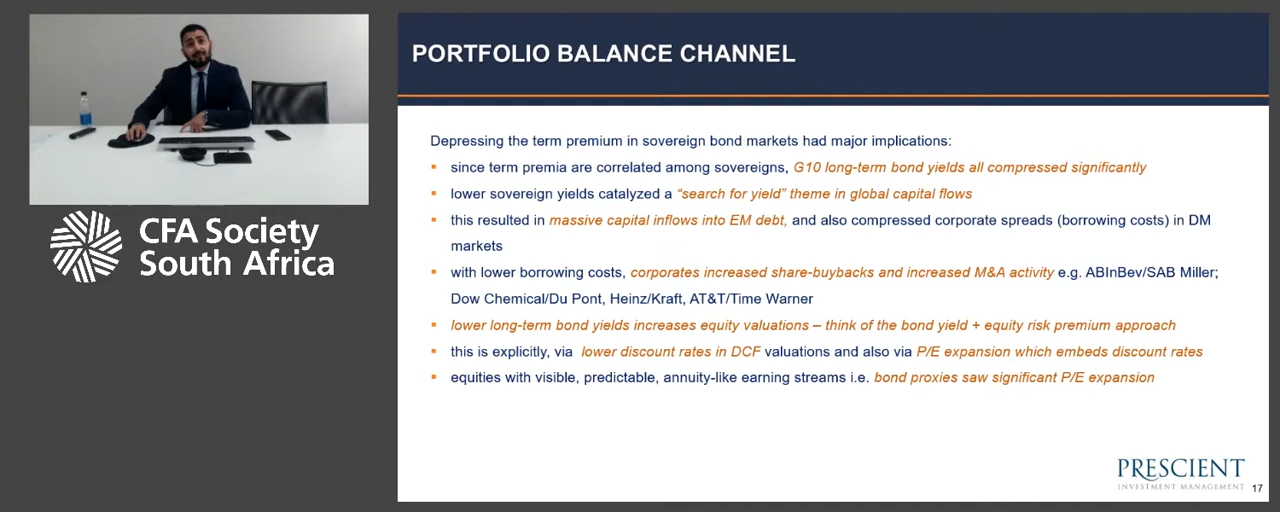 CFA Society
South Africa
PORTFOLIO BALANCE CHANNEL
Depressing the term premium in sovereign bond markets had major implications:
▪ since term premia are correlated among sovereigns, G10 long-term bond yields all compressed significantly
▪ lower sovereign yields catalyzed a “search for yield” theme in global capital flows
▪ this resulted in massive capital inflows into EM debt, and also compressed corporate spreads (borrowing costs) in DM
markets
▪ with lower borrowing costs, corporates increased share-buybacks and increased M&A activity e.g. ABInBev/SAB Miller;
Dow Chemical/Du Pont, Heinz/Kraft, AT&T/Time Warner
▪ lower long-term bond yields increases equity valuations – think of the bond yield + equity risk premium approach
▪ this is explicitly, via lower discount rates in DCF valuations and also via P/E expansion which embeds discount rates
▪ equities with visible, predictable, annuity-like earning streams i.e. bond proxies saw significant P/E expansion
PRESCIENT
INVESTMENT MANAGEMENT
17